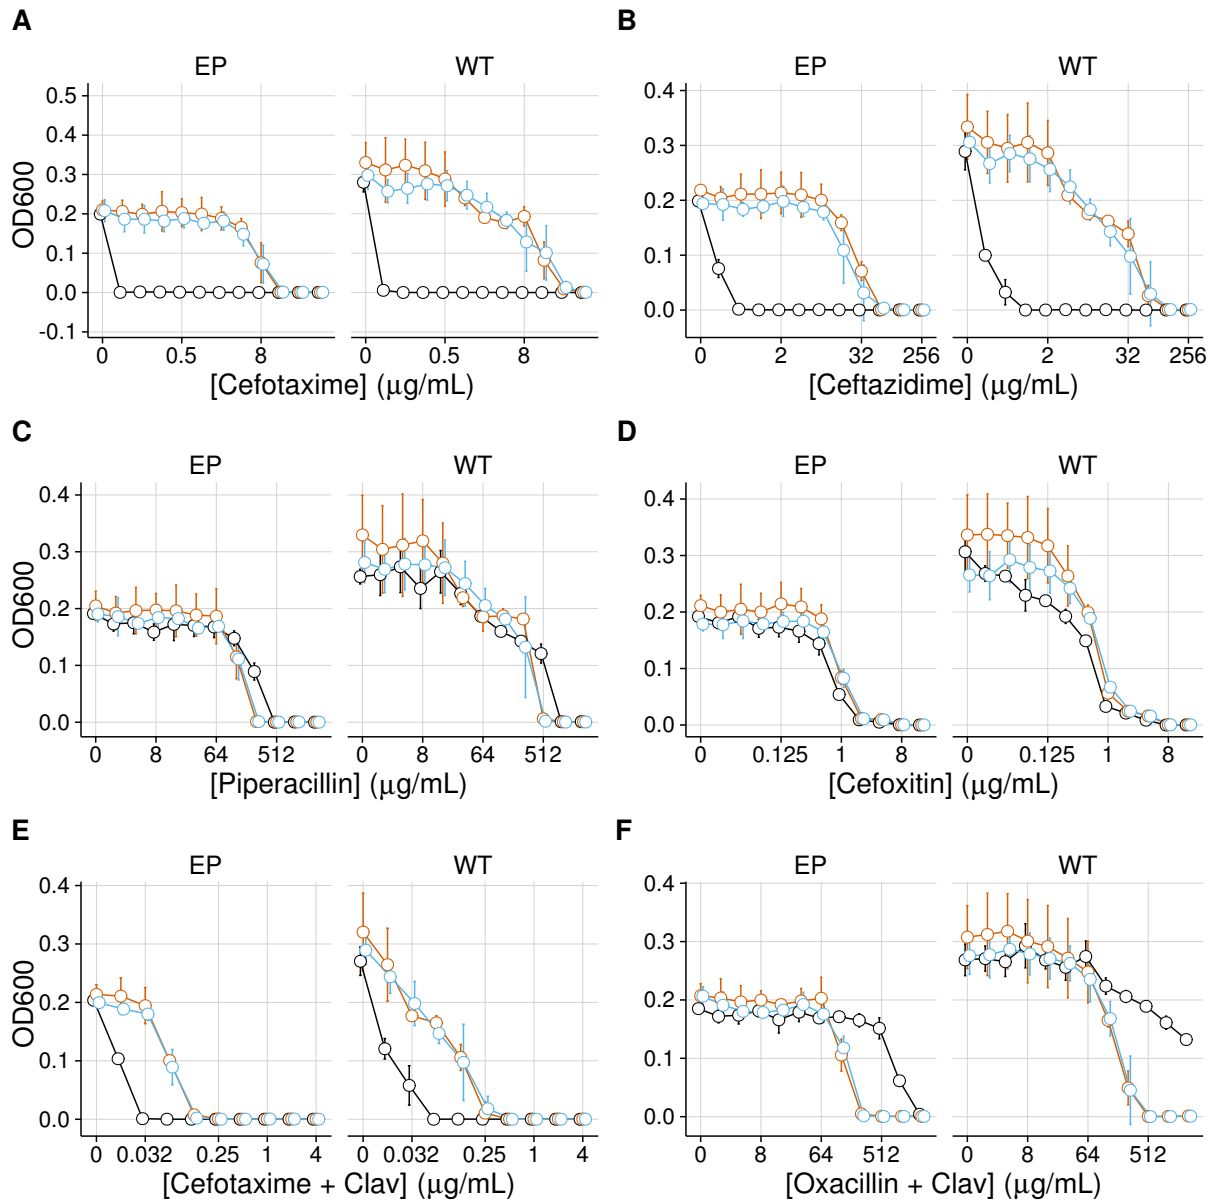 A
B
EP
WT
EP
WT
0.5
0.4
0.3
0.2
0.1
0.0
-0.1
OD600
0.4
0.3
0.2
0.1
0.0
0
0.5
8
0
0.5
8
0
2
32
256
0
2
32
256
[Cefotaxime] (μg/mL)
[Ceftazidime] (μg/mL)
C
D
EP
WT
EP
WT
0.4
0.3
0.2
0.1
0.0
OD600
0.4
0.3
0.2
0.1
0.0
0
8
64
512
0
8
64
512
0
0.125
1
8
0
0.125
1
8
[Piperacillin] (μg/mL)
[Cefoxitin] (μg/mL)
E
F
EP
WT
EP
WT
0.4
0.3
0.2
0.1
0.0
OD600
0.4
0.3
0.2
0.1
0.0
0
0.032
0.25
1
4
0
0.032
0.25
1
4
0
8
64
512
0
8
64
512
[Cefotaxime + Clav] (μg/mL)
[Oxacillin + Clav] (μg/mL)